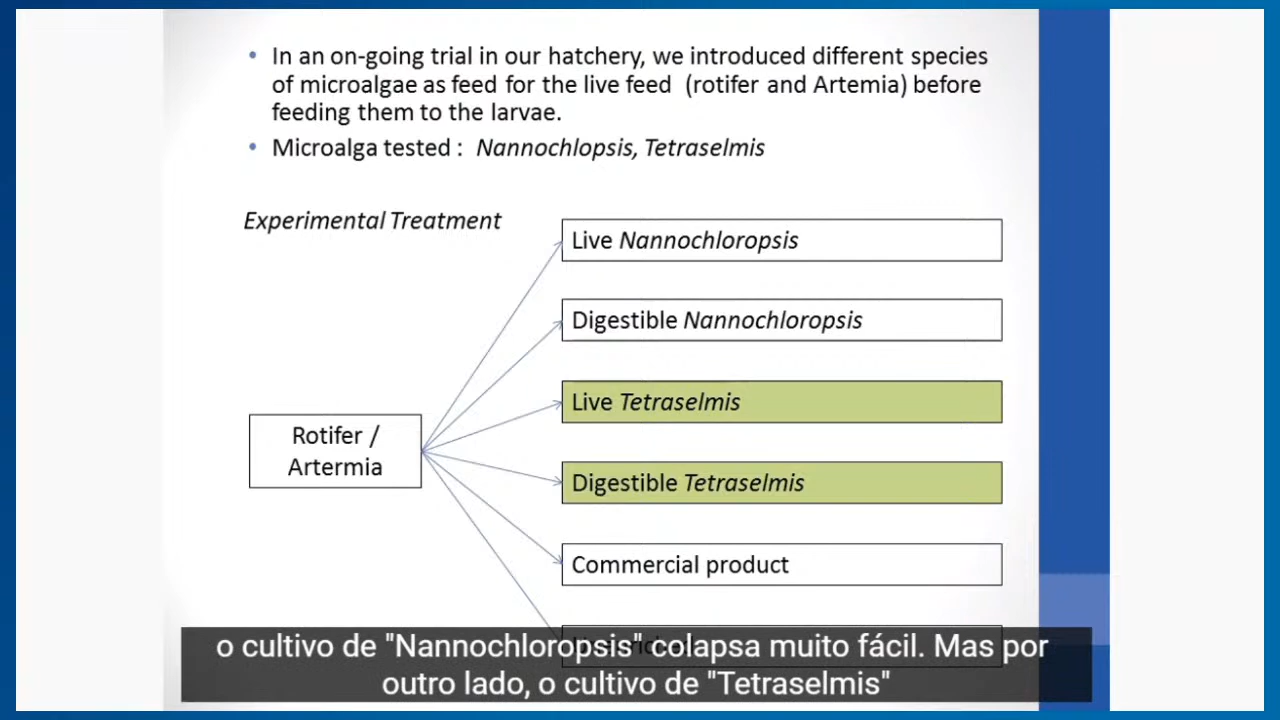 • In an on-going trial in our hatchery, we introduced different species
of microalgae as feed for the live feed (rotifer and Artemia) before
feeding them to the larvae.
• Microalga tested : Nannochlopsis, Tetraselmis
Experimental Treatment
Live Nannochloropsis
Digestible Nannochloropsis
Live Tetraselmis
Digestible Tetraselmis
Rotifer /
Artermia
Commercial product
o cultivo de "Nannochloropsis" colapsa muito fácil. Mas por
outro lado, o cultivo de "Tetraselmis"